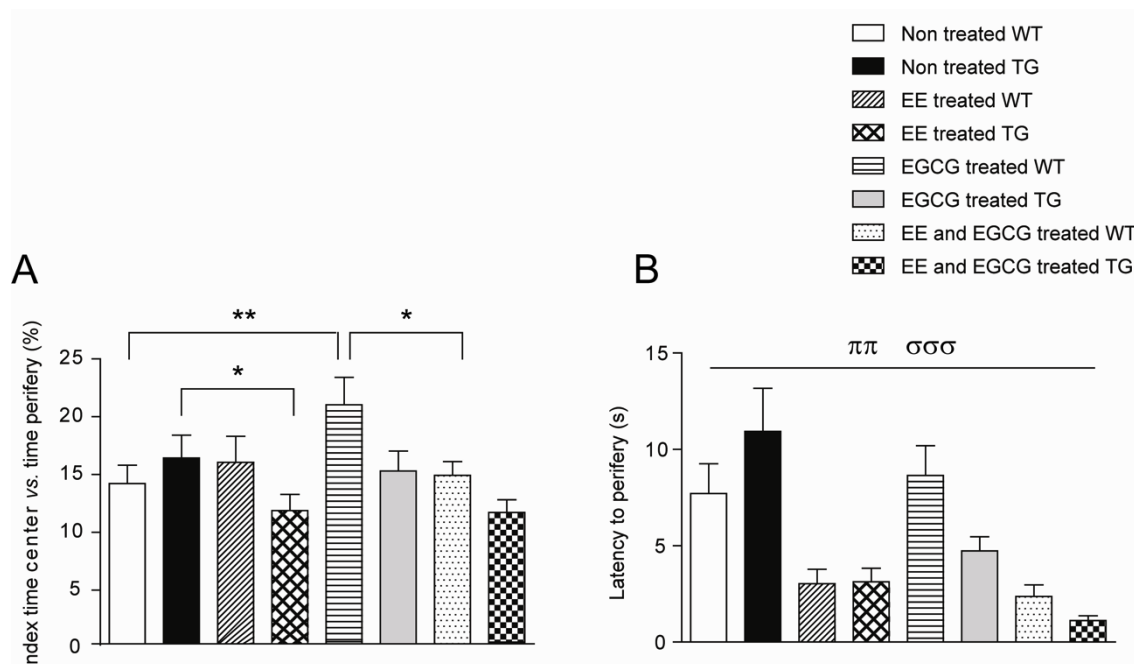 Non treated WT
Non treated TG
EE treated WT
EE treated TG
EGCG treated WT
EGCG treated TG
EE and EGCG treated WT
EE and EGCG treated TG
A
ndex time center vs. time perifery (%)
25
20
15
10
5
0
**
*
*
B
Latency to perifery (s)
15
10
5
0
ππ σσσ